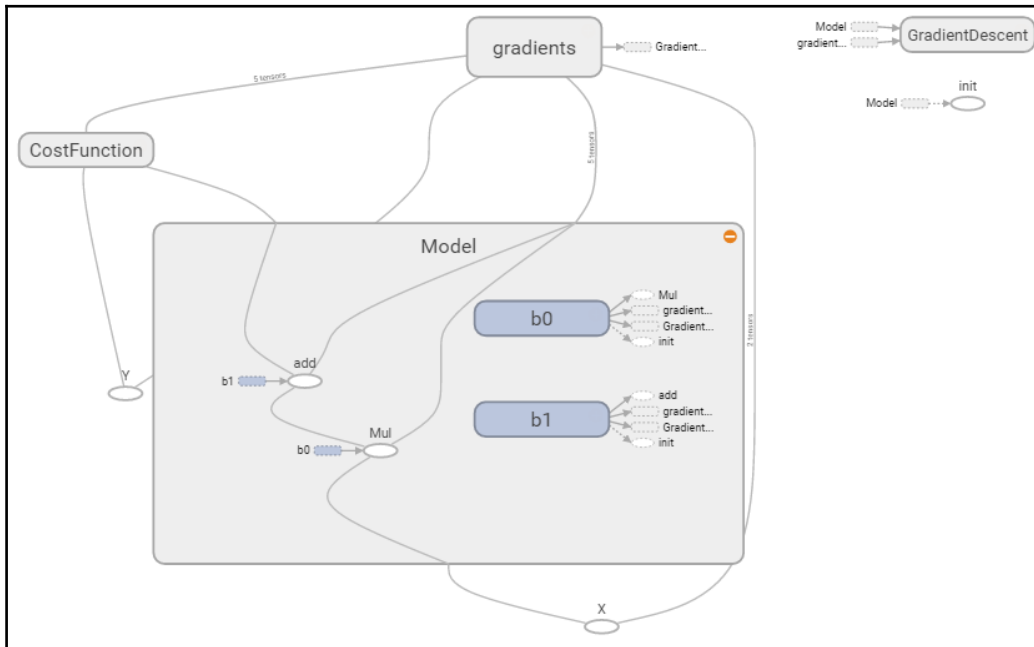 gradients
Gradient...
Model
gradient...
GradientDescent
init
Model
5 tensors
CostFunction
5 tensors
Model
b0
Mul
gradient...
Gradient...
init
2 tensors
Y
add
b1
b1
add
gradient...
Gradient...
init
Mul
b0
X